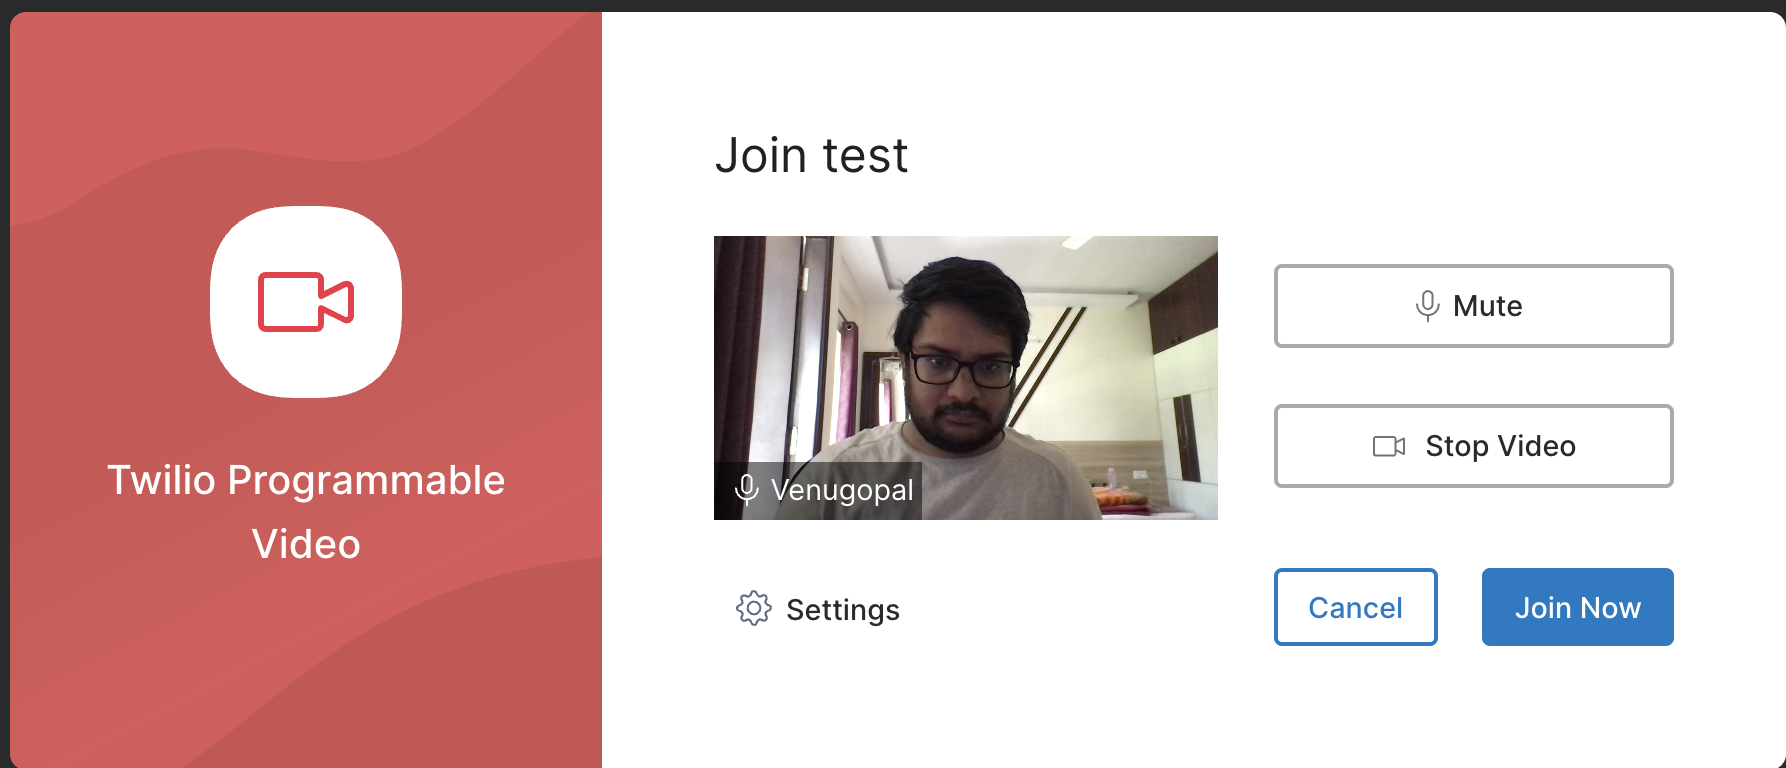 Twilio Programmable
Video
Join test
Venugopal
Mute
Stop Video
Settings
Cancel
Join Now